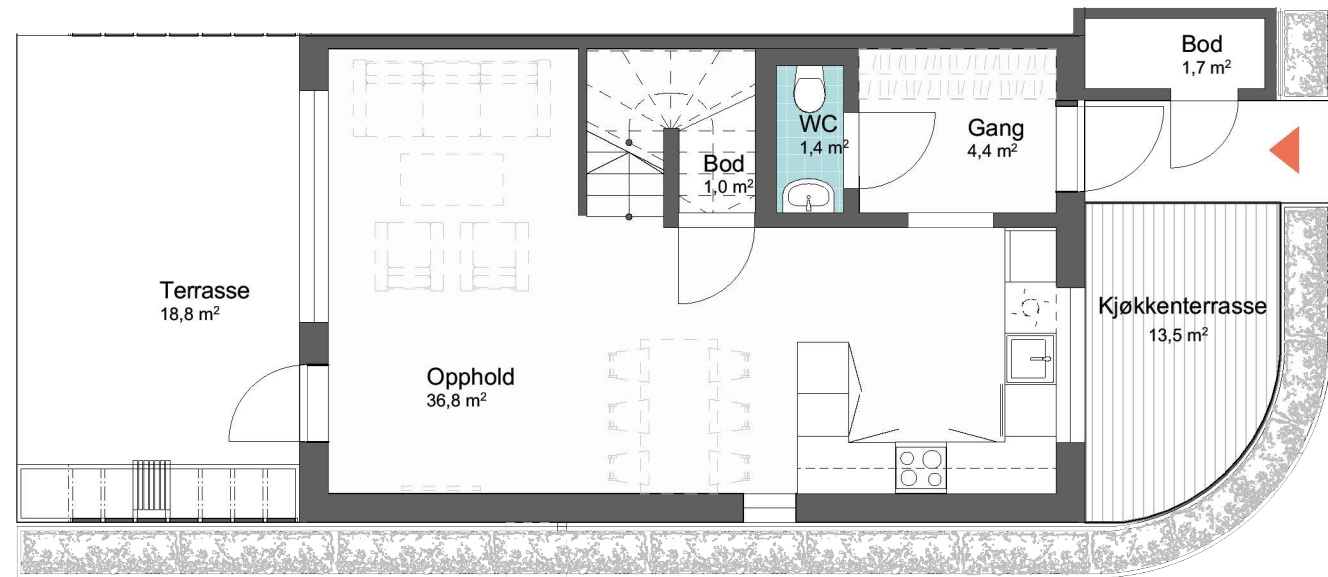 Bod
1,7 m²
WC
1,4 m²
Gang
4,4 m²
Bod
1,0 m²
Terrasse
18,8 m²
Kjøkkenterrasse
13,5 m²
Opphold
36,8 m²